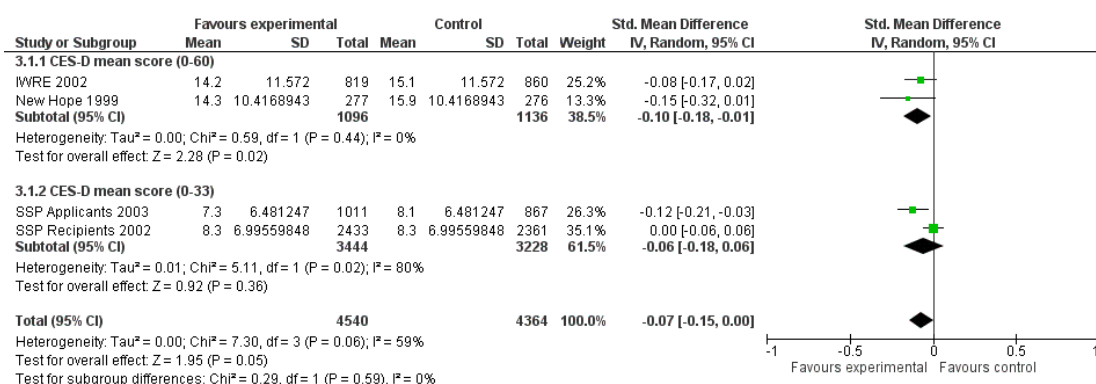 Favours experimental Control Std. Mean Difference Std. Mean Difference
Study or Subgroup Mean SD Total Mean SD Total Weight IV, Random, 95% CI IV, Random, 95% CI
3.1.1 CES-D mean score (0-60)
IWRE 2002 14.2 11.572 819 15.1 11.572 860 25.2% -0.08 [-0.17, 0.02]
New Hope 1999 14.3 10.4168943 277 15.9 10.4168943 276 13.3% -0.15 [-0.32, 0.01]
Subtotal (95% CI) 1096 1136 38.5% -0.10 [-0.18, -0.01]
Heterogeneity: Tau² = 0.00; Chi² = 0.59, df = 1 (P = 0.44); I² = 0%
Test for overall effect: Z = 2.28 (P = 0.02)
3.1.2 CES-D mean score (0-33)
SSP Applicants 2003 7.3 6.481247 1011 8.1 6.481247 867 26.3% -0.12 [-0.21, -0.03]
SSP Recipients 2002 8.3 6.99559848 2433 8.3 6.99559848 2361 35.1% 0.00 [-0.06, 0.06]
Subtotal (95% CI) 3444 3228 61.5% -0.06 [-0.18, 0.06]
Heterogeneity: Tau² = 0.01; Chi² = 5.11, df = 1 (P = 0.02); I² = 80%
Test for overall effect: Z = 0.92 (P = 0.36)
Total (95% CI) 4540 4364 100.0% -0.07 [-0.15, 0.00]
Heterogeneity: Tau² = 0.00; Chi² = 7.30, df = 3 (P = 0.06); I² = 59%
Test for overall effect: Z = 1.95 (P = 0.05)
Test for subgroup differences: Chi² = 0.29, df = 1 (P = 0.59), I² = 0%
-1 -0.5 0 0.5 1
Favours experimental Favours control